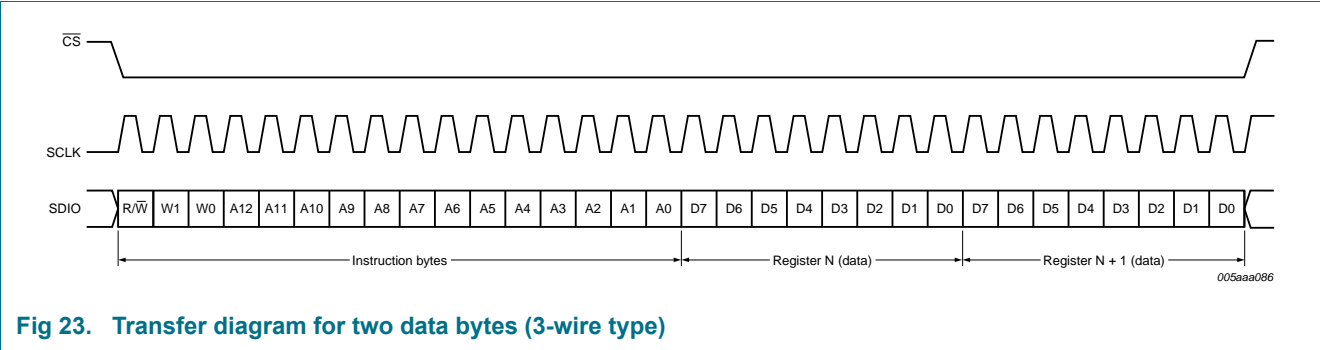 CS
SCLK
SDIO R/W W1 W0 A12 A11 A10 A9 A8 A7 A6 A5 A4 A3 A2 A1 A0 D7 D6 D5 D4 D3 D2 D1 D0 D7 D6 D5 D4 D3 D2 D1 D0
Instruction bytes Register N (data) Register N + 1 (data)
005aaa086
Fig 23. Transfer diagram for two data bytes (3-wire type)